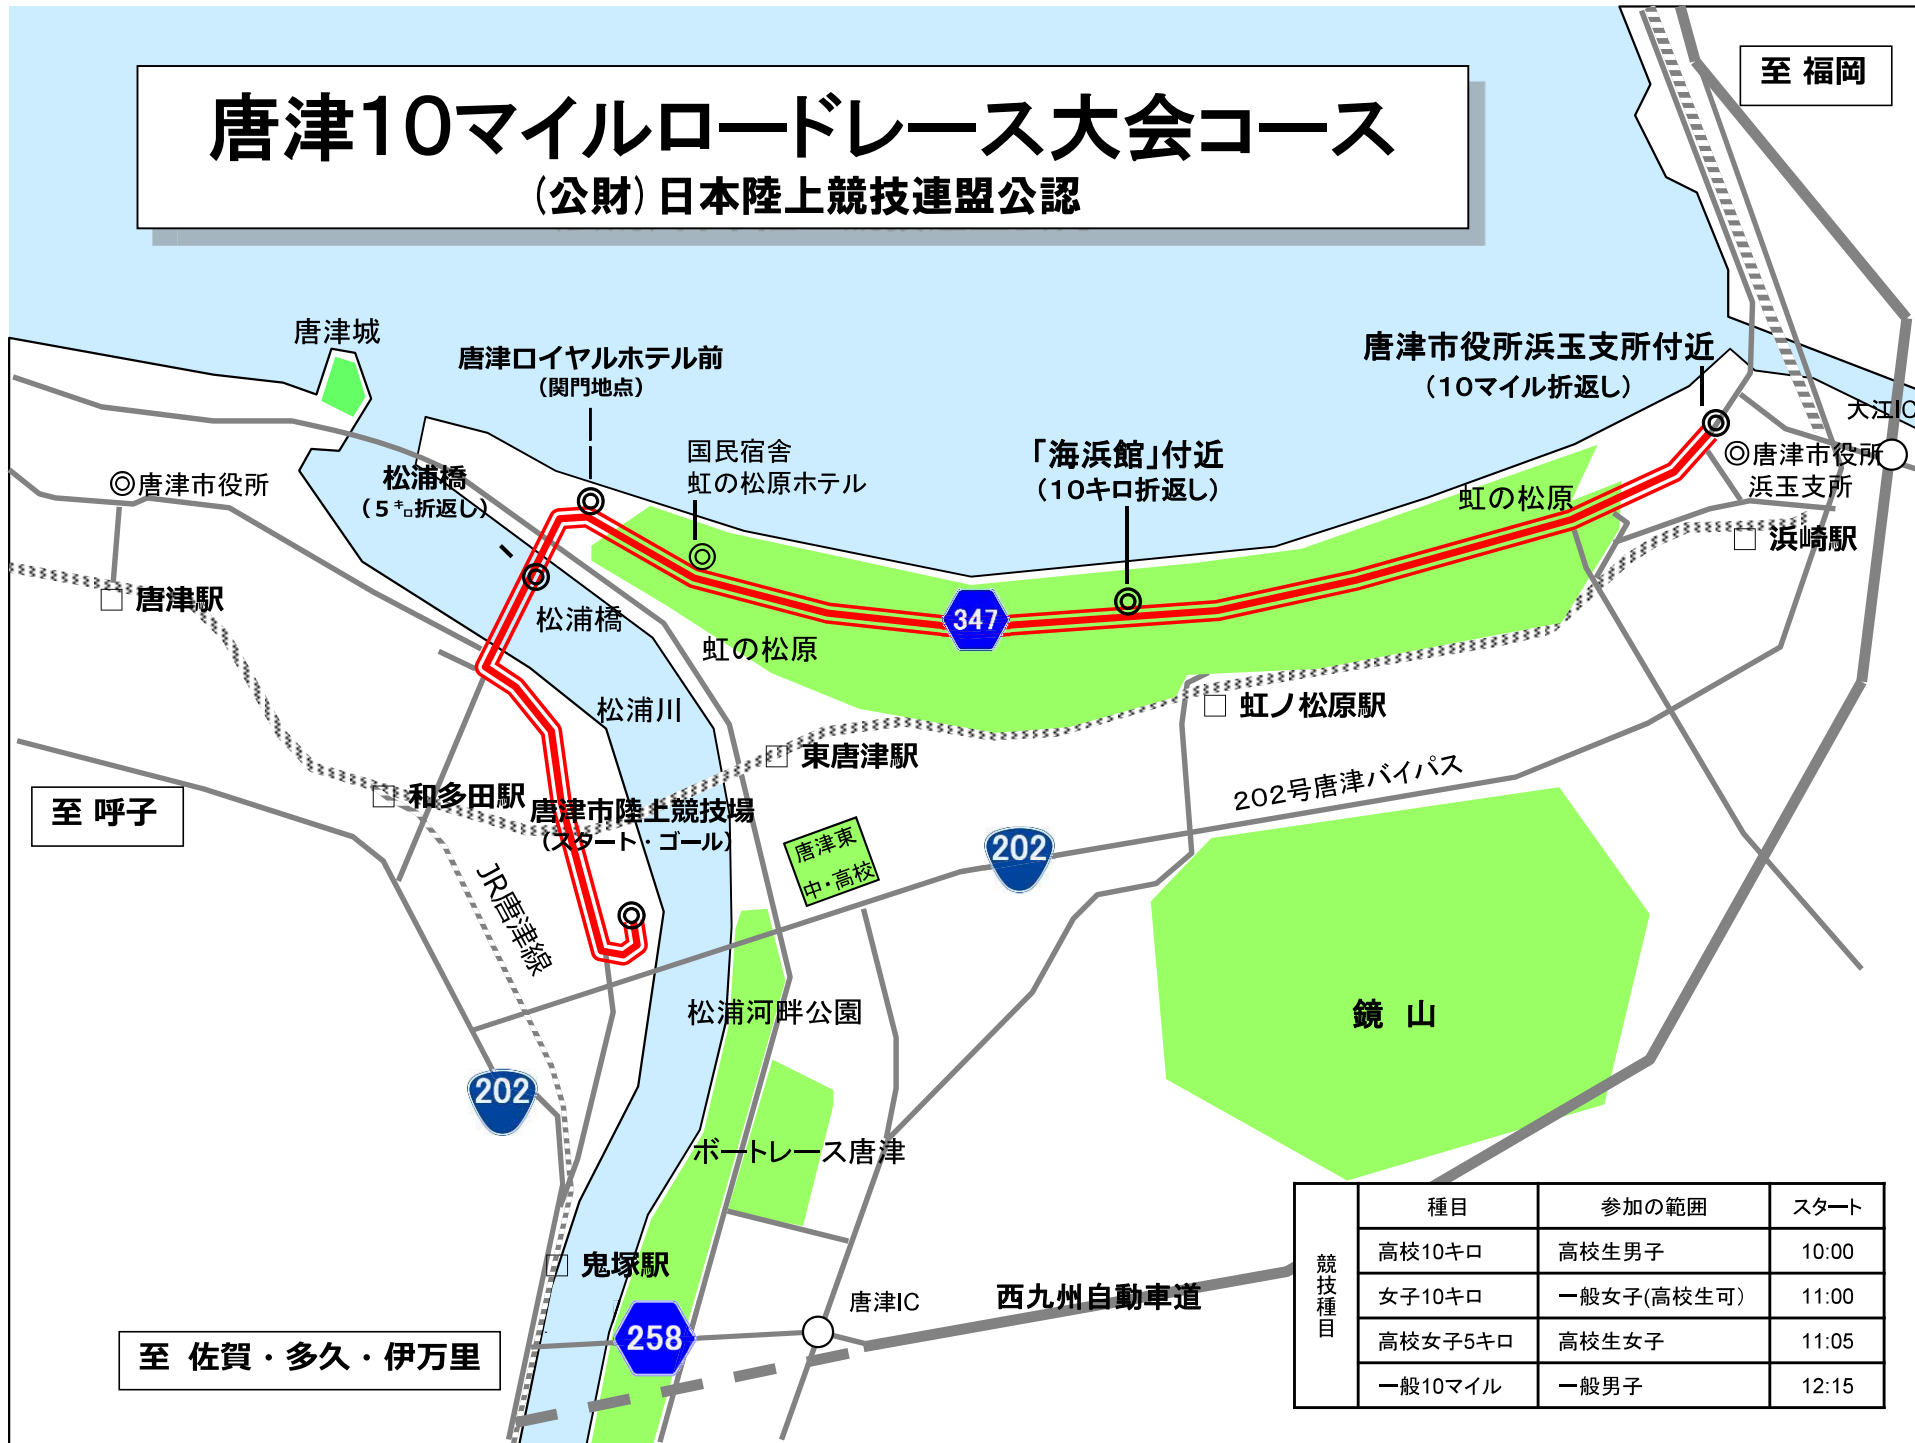 唐津10マイルロードレース大会コース
(公財)日本陸上競技連盟公認
至 福岡
唐津城
唐津ロイヤルホテル前
(関門地点)
唐津市役所浜玉支所付近
(10マイル折返し)
大江IC
国民宿舎
虹の松原ホテル
「海浜館」付近
(10キロ折返し)
松浦橋
(5㌔折返し)
◎唐津市役所
虹の松原
◎唐津市役所
浜玉支所
□ 浜崎駅
□ 唐津駅
松浦橋
347
虹の松原
松浦川
□ 虹ノ松原駅
□ 東唐津駅
202号唐津バイパス
□ 和多田駅
至 呼子
唐津市陸上競技場
(スタート・ゴール)
唐津東
中・高校
202
JR唐津線
松浦河畔公園
鏡 山
202
ボートレース唐津
□ 鬼塚駅
唐津IC
西九州自動車道
258
至 佐賀・多久・伊万里
競技種目
種目 参加の範囲 スタート
高校10キロ 高校生男子 10:00
女子10キロ 一般女子(高校生可) 11:00
高校女子5キロ 高校生女子 11:05
一般10マイル 一般男子 12:15